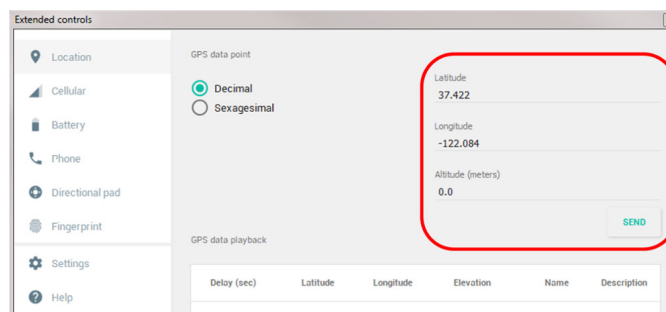 Extended controls
Location
Cellular
Battery
Phone
Directional pad
Fingerprint
Settings
Help
GPS data point
Decimal
Sexagesimal
Latitude
37.422
Longitude
-122.084
Altitude (meters)
0.0
SEND
GPS data playback
Delay (sec) Latitude Longitude Elevation Name Description